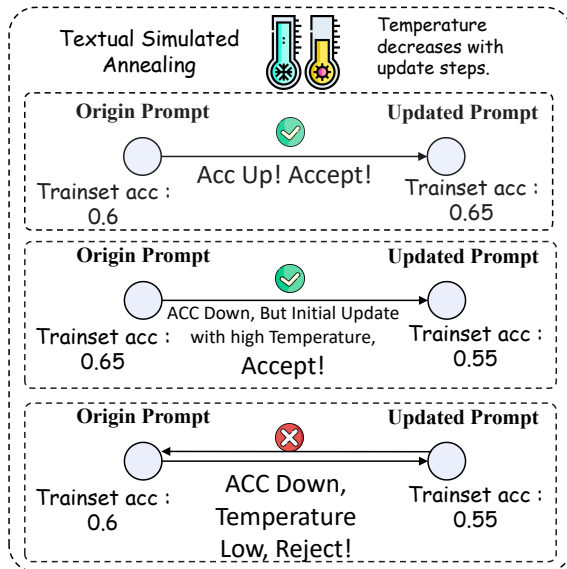 Textual Simulated
Annealing
Temperature
decreases with
update steps.
Origin Prompt
Updated Prompt
Acc Up! Accept!
Trainset acc :
0.6
Trainset acc :
0.65
Origin Prompt
Updated Prompt
ACC Down, But Initial Update
with high Temperature,
Accept!
Trainset acc :
0.65
Trainset acc :
0.55
Origin Prompt
Updated Prompt
ACC Down,
Temperature
Low, Reject!
Trainset acc :
0.6
Trainset acc :
0.55